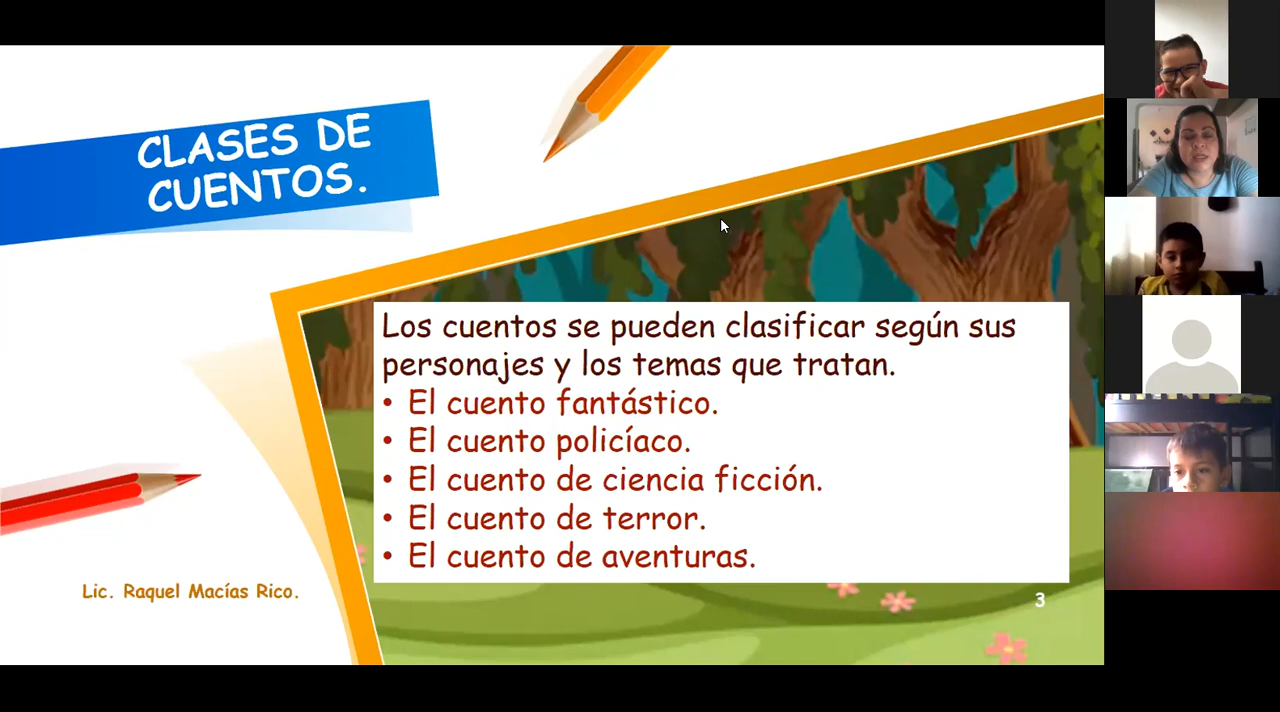 CLASES DE
CUENTOS.
Los cuentos se pueden clasificar según sus
personajes y los temas que tratan.
• El cuento fantástico.
• El cuento policíaco.
• El cuento de ciencia ficción.
• El cuento de terror.
• El cuento de aventuras.
Lic. Raquel Macías Rico.
3